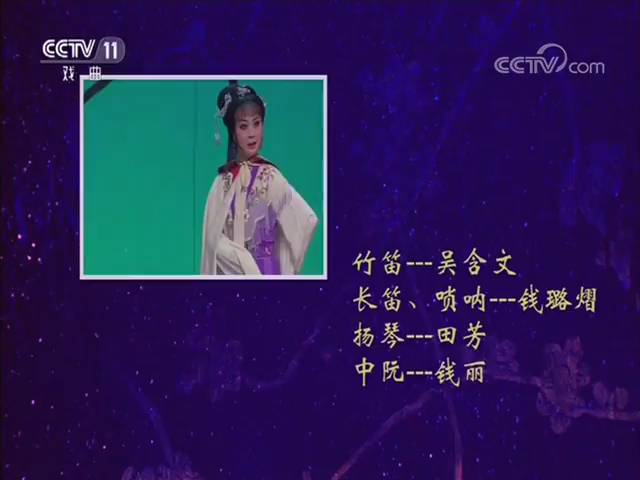 CCTV 11
戏曲
CCTV.com
竹笛---吴含文
长笛、唢呐---钱璐熠
扬琴---田芳
中阮---钱丽